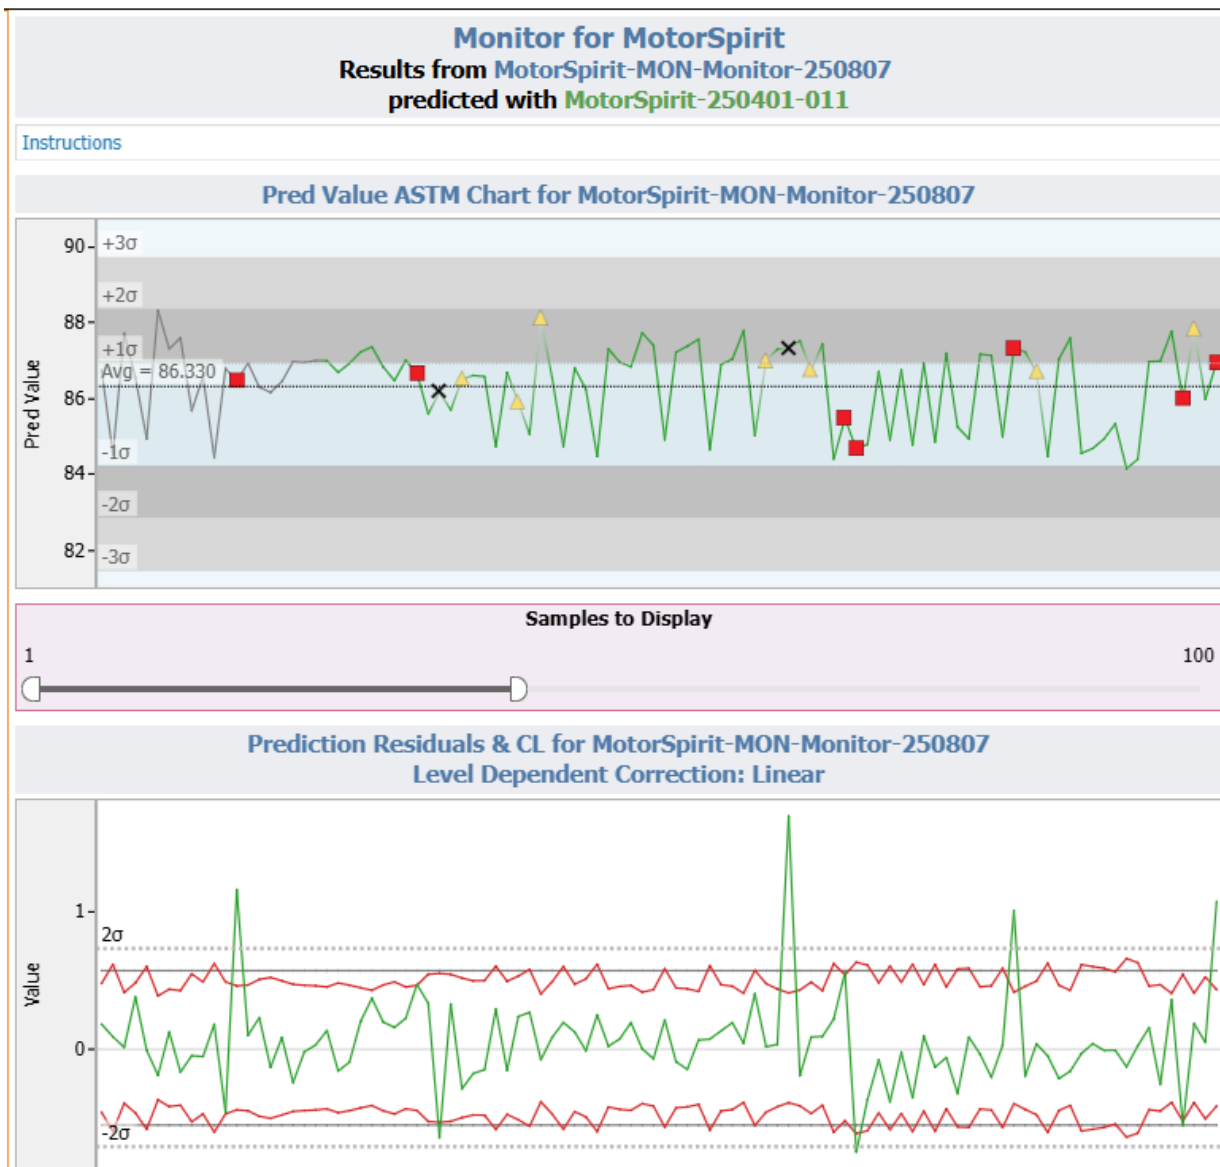 Monitor for MotorSpirit
Results from MotorSpirit-MON-Monitor-250807
predicted with MotorSpirit-250401-011
Instructions
Pred Value ASTM Chart for MotorSpirit-MON-Monitor-250807
Pred Value
90
88
86
84
82
+3σ
+2σ
+1σ
Avg = 86.330
-1σ
-2σ
-3σ
Samples to Display
1
100
Prediction Residuals & CL for MotorSpirit-MON-Monitor-250807
Level Dependent Correction: Linear
Value
1
0
2σ
-2σ